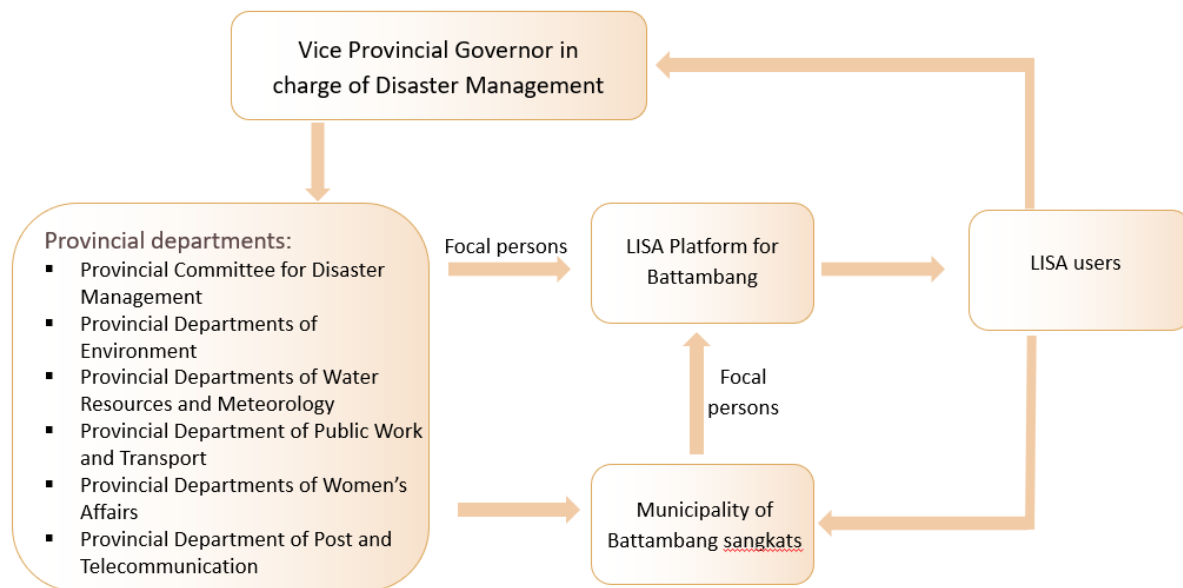 Vice Provincial Governor in
charge of Disaster Management
Provincial departments:
▪ Provincial Committee for Disaster
Management
▪ Provincial Departments of
Environment
▪ Provincial Departments of Water
Resources and Meteorology
▪ Provincial Department of Public Work
and Transport
▪ Provincial Departments of Women's
Affairs
▪ Provincial Department of Post and
Telecommunication
Focal persons
LISA Platform for
Battambang
LISA users
Focal
persons
Municipality of
Battambang sangkats